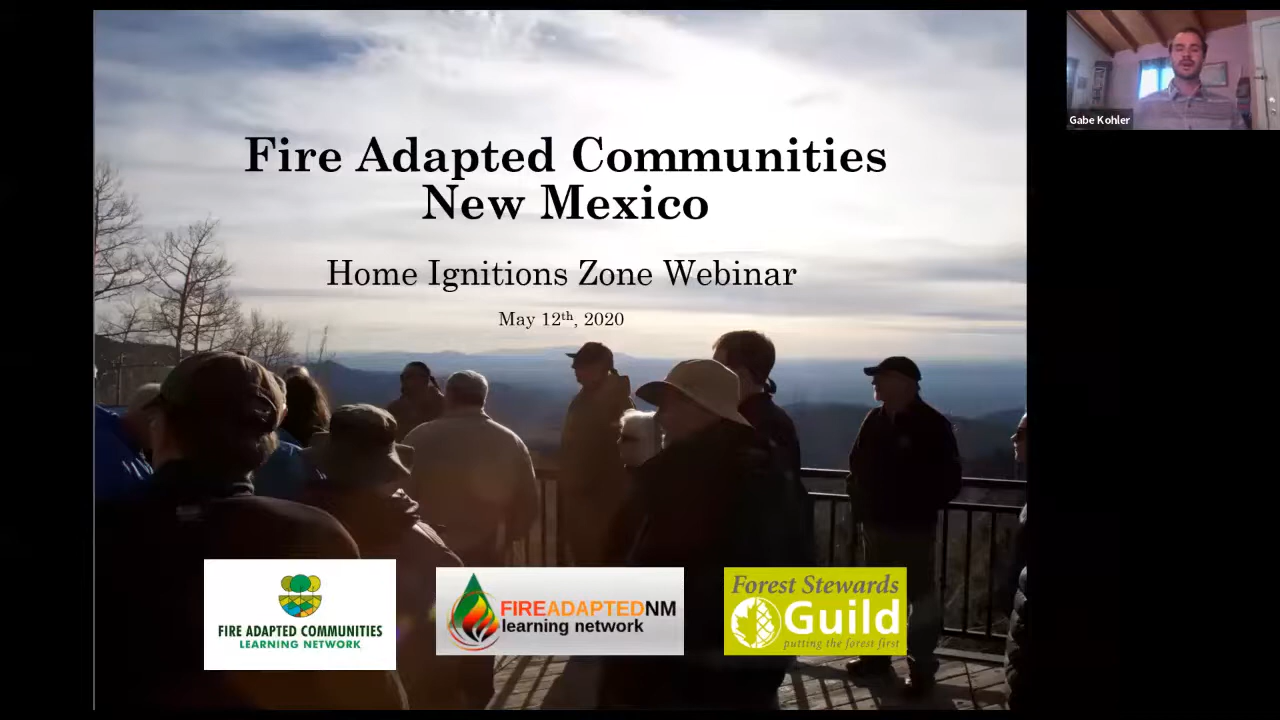 Fire Adapted Communities
New Mexico
Home Ignitions Zone Webinar
May 12th, 2020
Gabe Kohler
FIRE ADAPTED COMMUNITIES
LEARNING NETWORK
FIREADAPTEDNM
learning network
Forest Stewards
Guild
putting the forest first